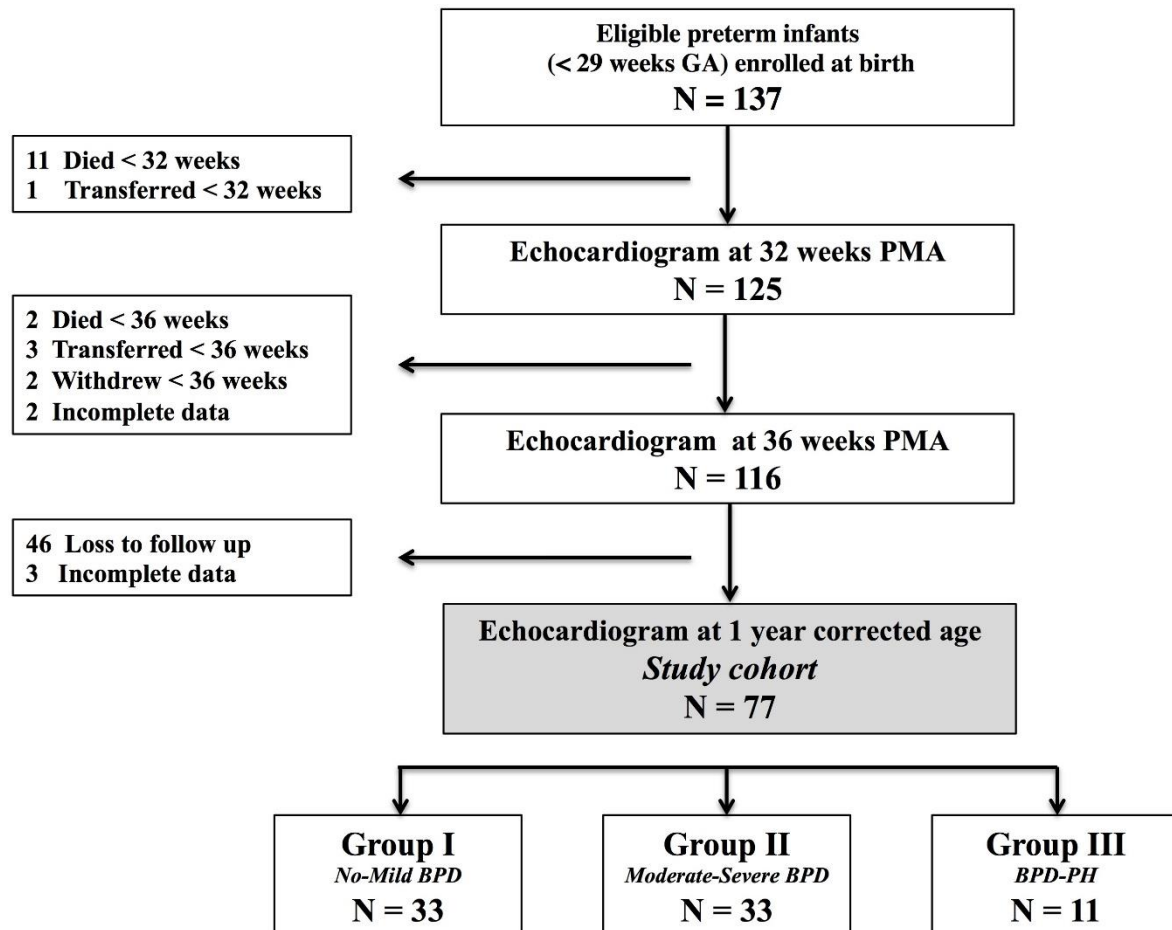 Eligible preterm infants
(< 29 weeks GA) enrolled at birth
N = 137
11 Died < 32 weeks
1 Transferred < 32 weeks
Echocardiogram at 32 weeks PMA
N = 125
2 Died < 36 weeks
3 Transferred < 36 weeks
2 Withdrew < 36 weeks
2 Incomplete data
Echocardiogram at 36 weeks PMA
N = 116
46 Loss to follow up
3 Incomplete data
Echocardiogram at 1 year corrected age
Study cohort
N = 77
Group I
No-Mild BPD
N = 33
Group II
Moderate-Severe BPD
N = 33
Group III
BPD-PH
N = 11